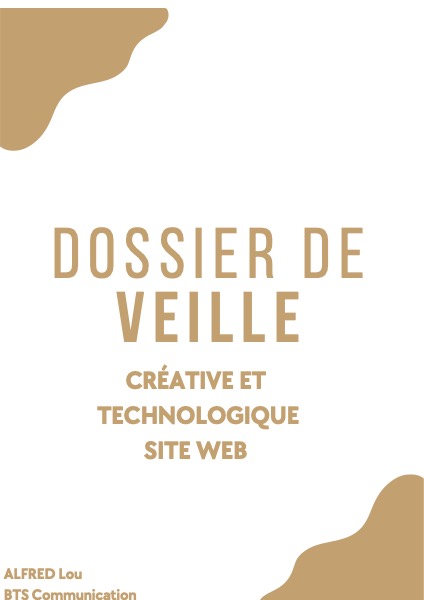 DOSSIER DE
VEILLE
CRÉATIVE ET
TECHNOLOGIQUE
SITE WEB
ALFRED Lou
BTS Communication